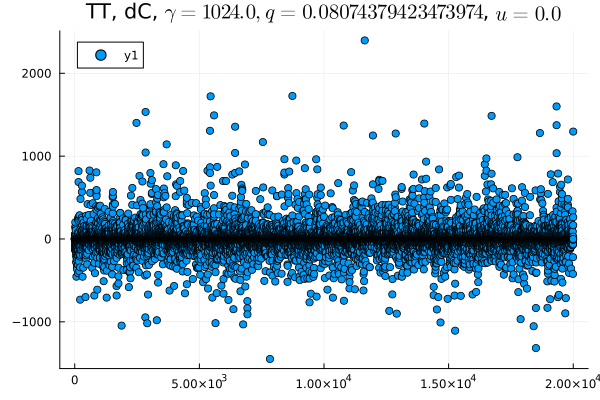 TT, dC, γ = 1024.0, q = 0.08074379423473974, u = 0.0
y1
2000
1000
0
−1000
0 5.00×10³ 1.00×10⁴ 1.50×10⁴ 2.00×10⁴